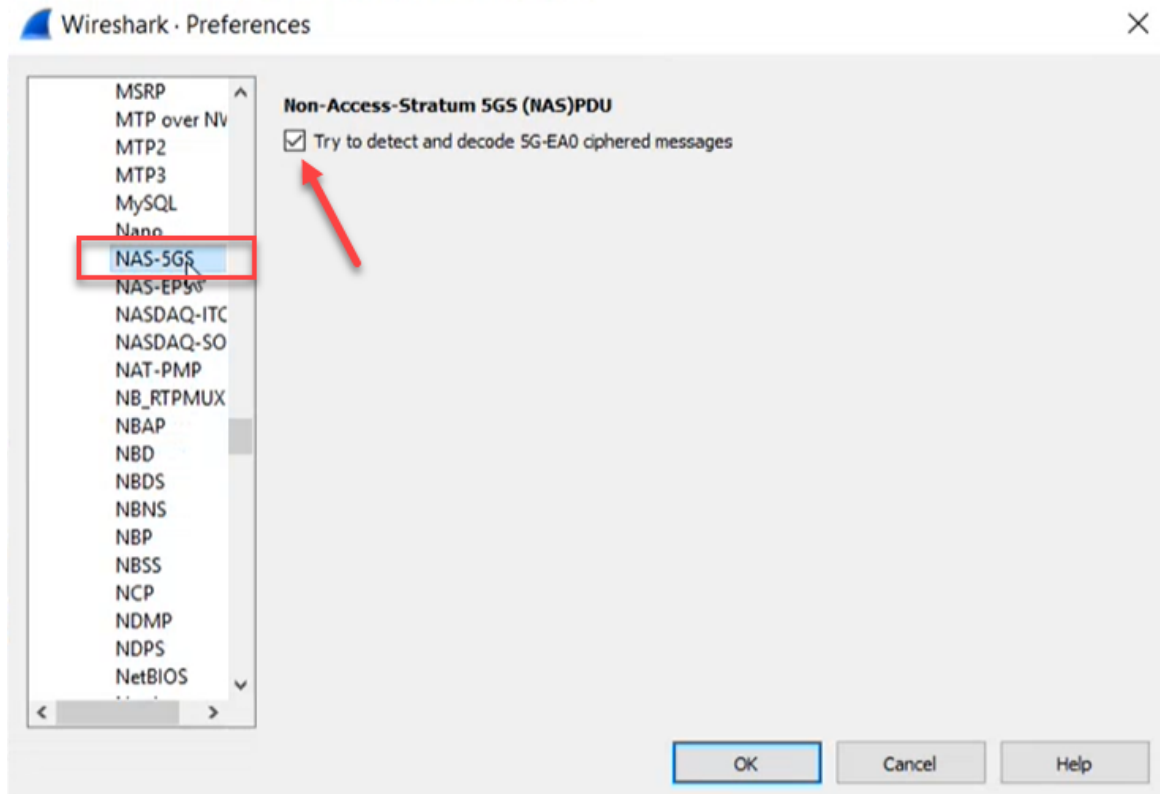 Wireshark · Preferences
MSRP
MTP over NV
MTP2
MTP3
MySQL
Nano
NAS-5GS
NAS-EPS
NASDAQ-ITC
NASDAQ-SO
NAT-PMP
NB_RTPMUX
NBAP
NBD
NBDS
NBNS
NBP
NBSS
NCP
NDMP
NDPS
NetBIOS
Non-Access-Stratum 5GS (NAS)PDU
Try to detect and decode 5G-EA0 ciphered messages
OK
Cancel
Help